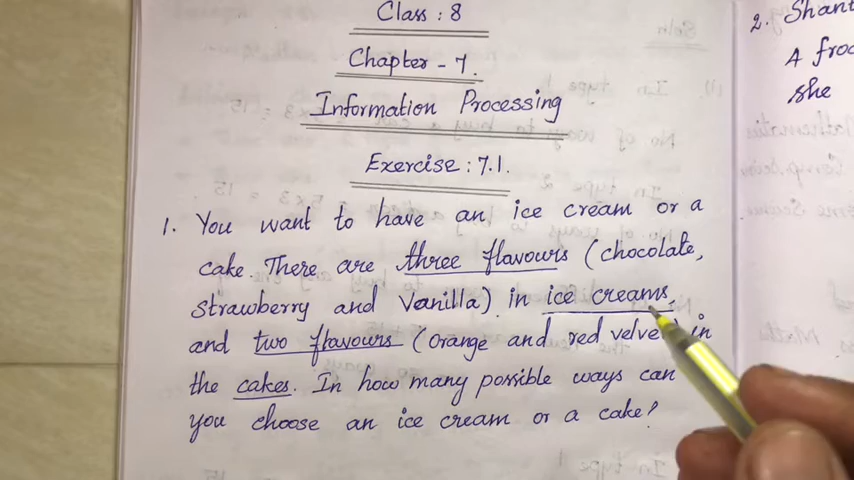 Class : 8
Chapter - 7.
Information Processing
Exercise : 7.1.
1. You want to have an ice cream or a
cake. There are three flavours (chocolate,
strawberry and Vanilla) in ice creams,
and two flavours (orange and red velvet) in
the cakes. In how many possible ways can
you choose an ice cream or a cake?
2. Shant
A froc
she